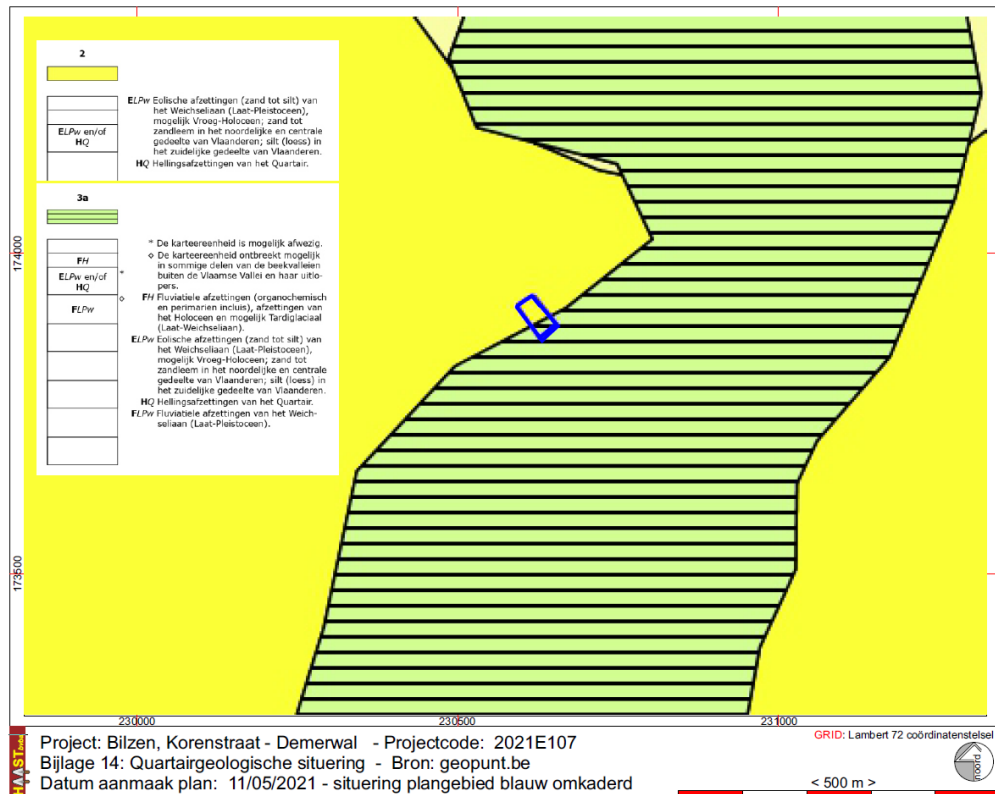 2
ELPw Eolische afzettingen (zand tot silt) van
het Weichseliaan (Laat-Pleistoceen),
mogelijk Vroeg-Holoceen; zand tot
zandleem in het noordelijke en centrale
gedeelte van Vlaanderen; silt (loess) in
het zuidelijke gedeelte van Vlaanderen.
HQ Hellingsafzettingen van het Quartair.
ELPw en/of
HQ
3a
* De karteereenheid is mogelijk afwezig.
◇ De karteereenheid ontbreekt mogelijk
in sommige delen van de beekvalleien
buiten de Vlaamse Vallei en haar uitlo-
pers.
FH Fluviatiele afzettingen (organochemisch
en perimarien incluis), afzettingen van
het Holoceen en mogelijk Tardiglaciaal
(Laat-Weichseliaan).
ELPw Eolische afzettingen (zand tot silt) van
het Weichseliaan (Laat-Pleistoceen),
mogelijk Vroeg-Holoceen; zand tot
zandleem in het noordelijke en centrale
gedeelte van Vlaanderen; silt (loess) in
het zuidelijke gedeelte van Vlaanderen.
HQ Hellingsafzettingen van het Quartair.
FLPw Fluviatiele afzettingen van het Weich-
seliaan (Laat-Pleistoceen).
FH
ELPw en/of *
HQ
FLPw ◇
174000
173500
230000
230500
231000
HAAST bvba
Project: Bilzen, Korenstraat - Demerwal - Projectcode: 2021E107
Bijlage 14: Quartairgeologische situering - Bron: geopunt.be
Datum aanmaak plan: 11/05/2021 - situering plangebied blauw omkaderd
GRID: Lambert 72 coördinatenstelsel
noord
< 500 m >